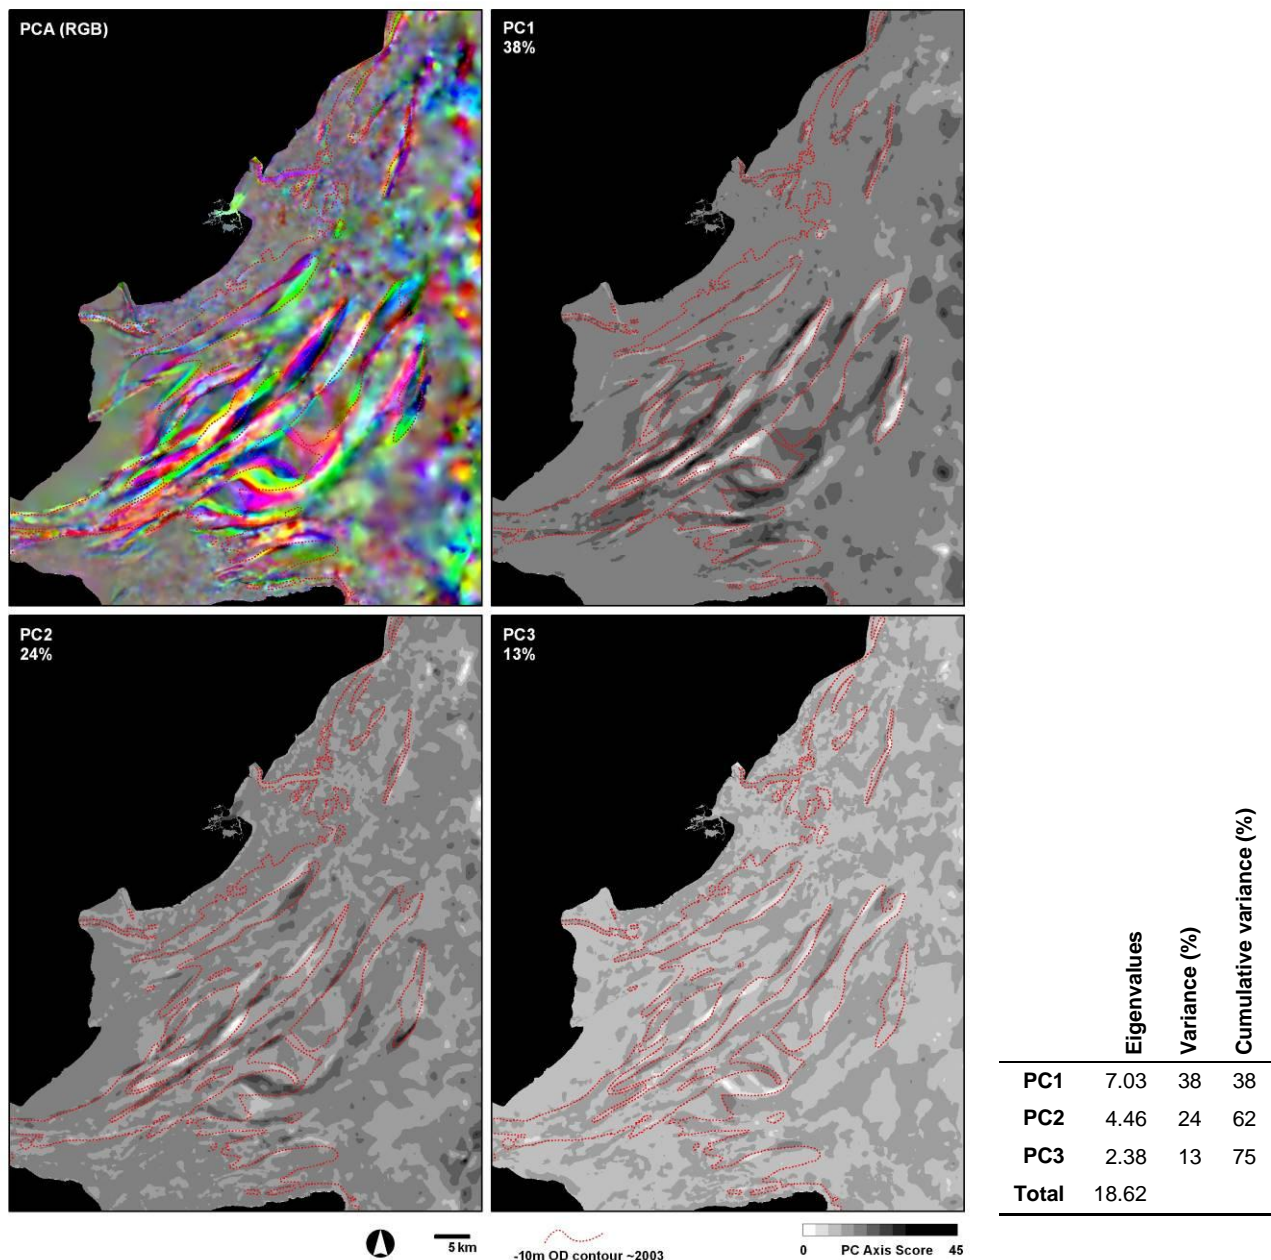 PCA (RGB)
PC1
38%
PC2
24%
PC3
13%
Eigenvalues
Variance (%)
Cumulative variance (%)
PC1 7.03 38 38
PC2 4.46 24 62
PC3 2.38 13 75
Total 18.62
5 km
-10m OD contour ~2003
0 PC Axis Score 45